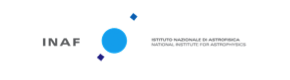 INAF
ISTITUTO NAZIONALE DI ASTROFISICA
NATIONAL INSTITUTE FOR ASTROPHYSICS